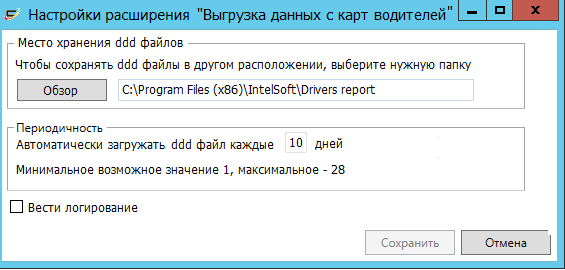 Настройки расширения "Выгрузка данных с карт водителей"
Место хранения ddd файлов
Чтобы сохранять ddd файлы в другом расположении, выберите нужную папку
Обзор
C:\Program Files (x86)\IntelSoft\Drivers report
Периодичность
Автоматически загружать ddd файл каждые 10 дней
Минимальное возможное значение 1, максимальное - 28
Вести логирование
Сохранить
Отмена